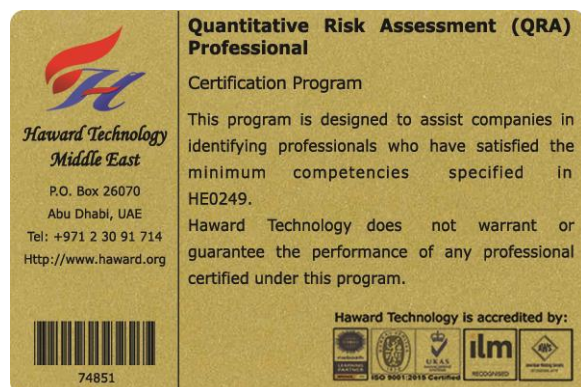 Haward Technology
Middle East
P.O. Box 26070
Abu Dhabi, UAE
Tel: +971 2 30 91 714
Http://www.haward.org
74851
Quantitative Risk Assessment (QRA)
Professional
Certification Program
This program is designed to assist companies in
identifying professionals who have satisfied the
minimum competencies specified in
HE0249.
Haward Technology does not warrant or
guarantee the performance of any professional
certified under this program.
Haward Technology is accredited by:
UKAS
ilm
RECOGNISED
ISO 9001:2015 Certified